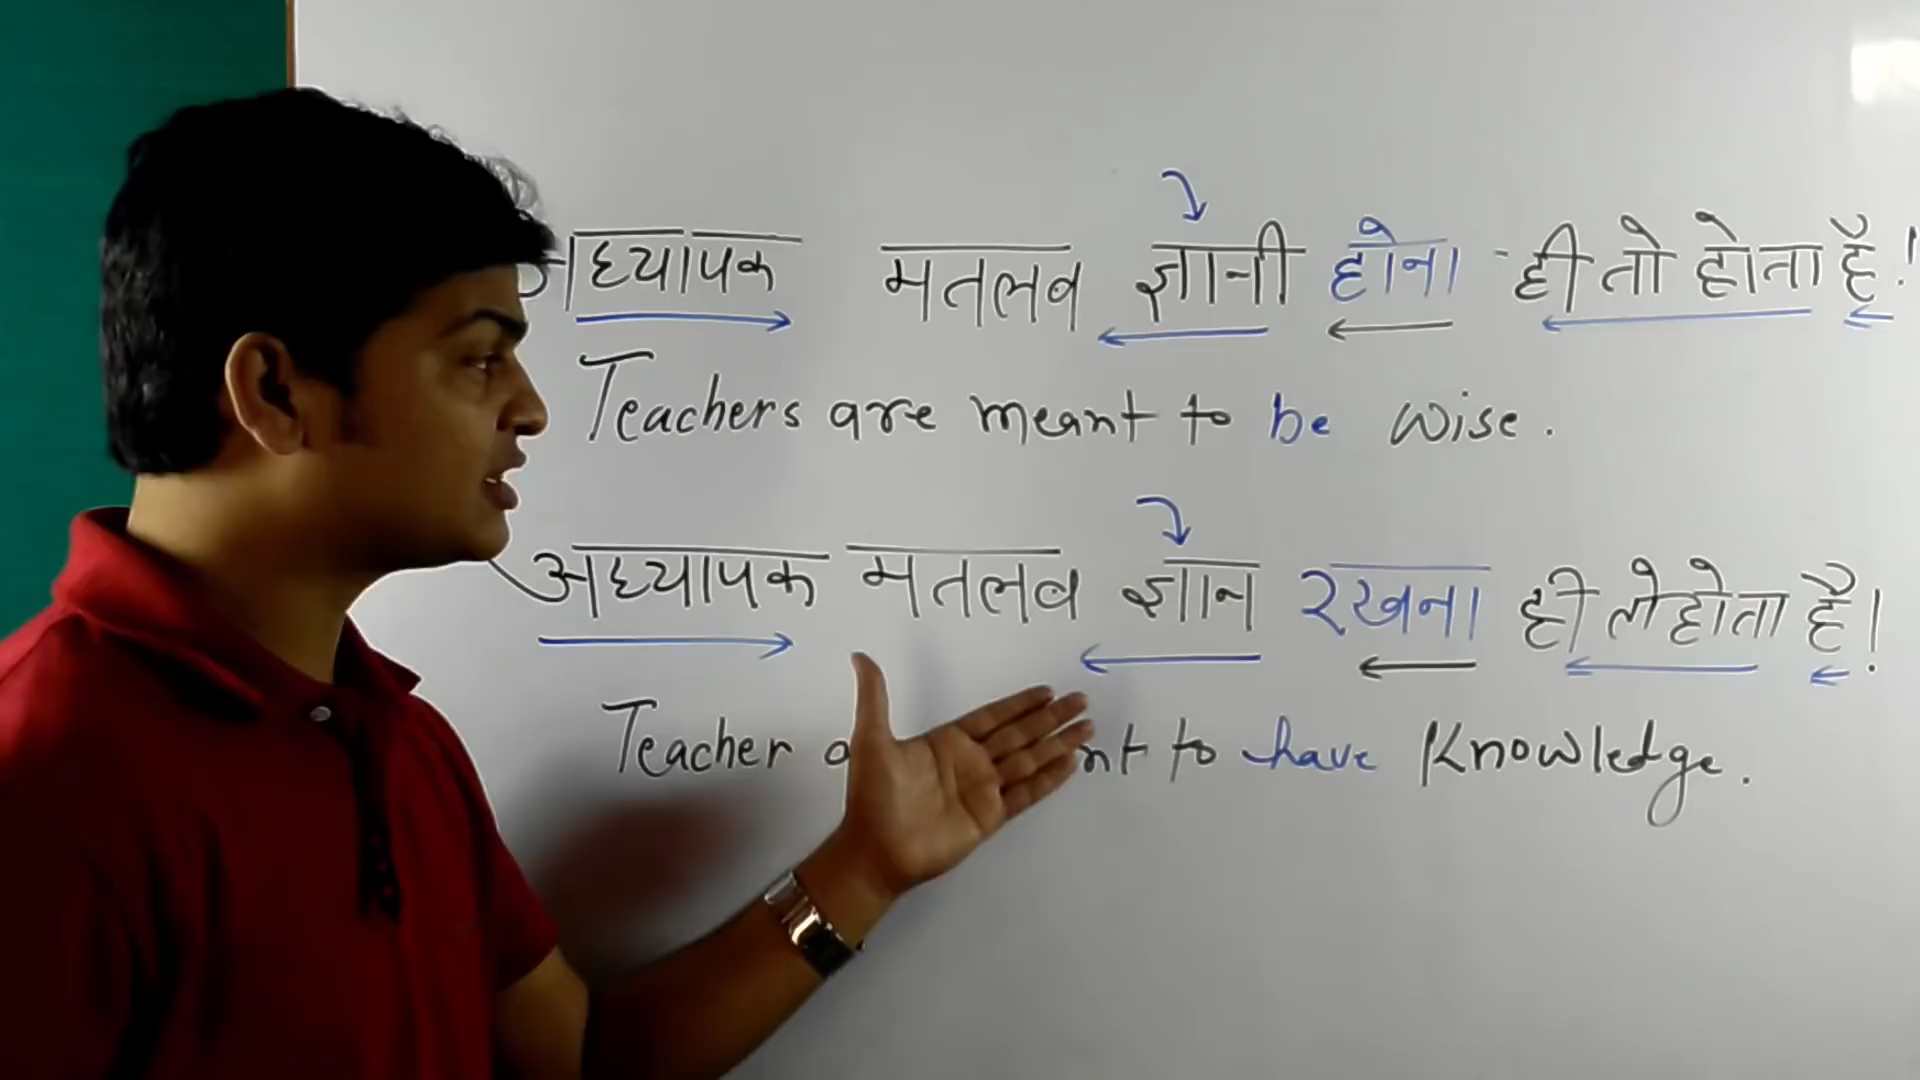 अध्यापक मतलब ज्ञानी होना ही तो होता है!
Teachers are meant to be wise.
अध्यापक मतलब ज्ञान रखना ही तो होता है!
Teacher to have Knowledge.